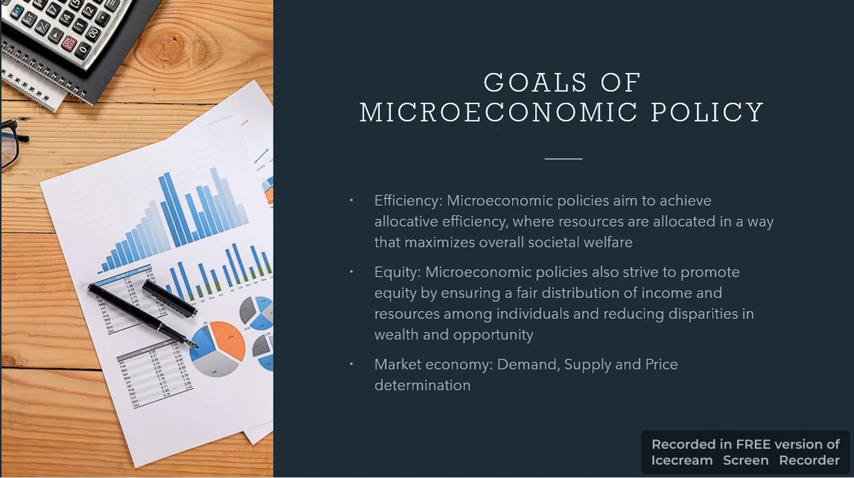 GOALS OF
MICROECONOMIC POLICY
• Efficiency: Microeconomic policies aim to achieve
allocative efficiency, where resources are allocated in a way
that maximizes overall societal welfare
• Equity: Microeconomic policies also strive to promote
equity by ensuring a fair distribution of income and
resources among individuals and reducing disparities in
wealth and opportunity
• Market economy: Demand, Supply and Price
determination
Recorded in FREE version of
Icecream Screen Recorder